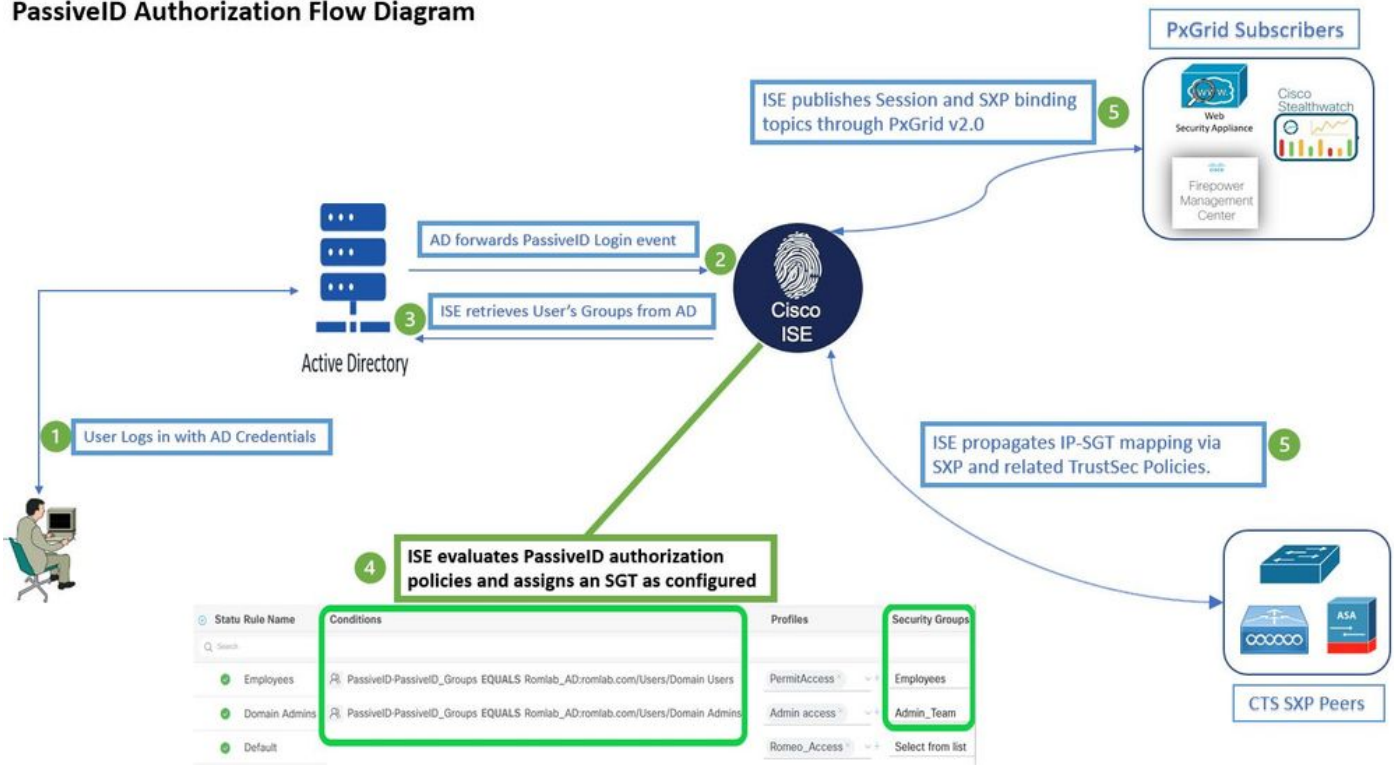 PassiveID Authorization Flow Diagram
PxGrid Subscribers
ISE publishes Session and SXP binding
topics through PxGrid v2.0
5
www.
Web
Security Appliance
Cisco
Stealthwatch
CISCO
Firepower
Management
Center
AD forwards PassiveID Login event
2
3
ISE retrieves User's Groups from AD
Cisco
ISE
Active Directory
1
User Logs in with AD Credentials
ISE propagates IP-SGT mapping via
SXP and related TrustSec Policies.
5
4
ISE evaluates PassiveID authorization
policies and assigns an SGT as configured
ASA
CTS SXP Peers
Statu Rule Name Conditions Profiles Security Groups
Search
Employees PassiveID·PassiveID_Groups EQUALS Romlab_AD:romlab.com/Users/Domain Users PermitAccess × Employees
Domain Admins PassiveID·PassiveID_Groups EQUALS Romlab_AD:romlab.com/Users/Domain Admins Admin access × Admin_Team
Default Romeo_Access × Select from list